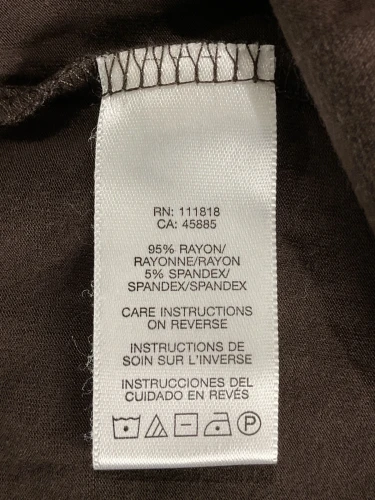 RN: 111818
CA: 45885
95% RAYON/
RAYONNE/RAYON
5% SPANDEX/
SPANDEX/SPANDEX
CARE INSTRUCTIONS
ON REVERSE
INSTRUCTIONS DE
SOIN SUR L'INVERSE
INSTRUCCIONES DEL
CUIDADO EN REVÉS
P